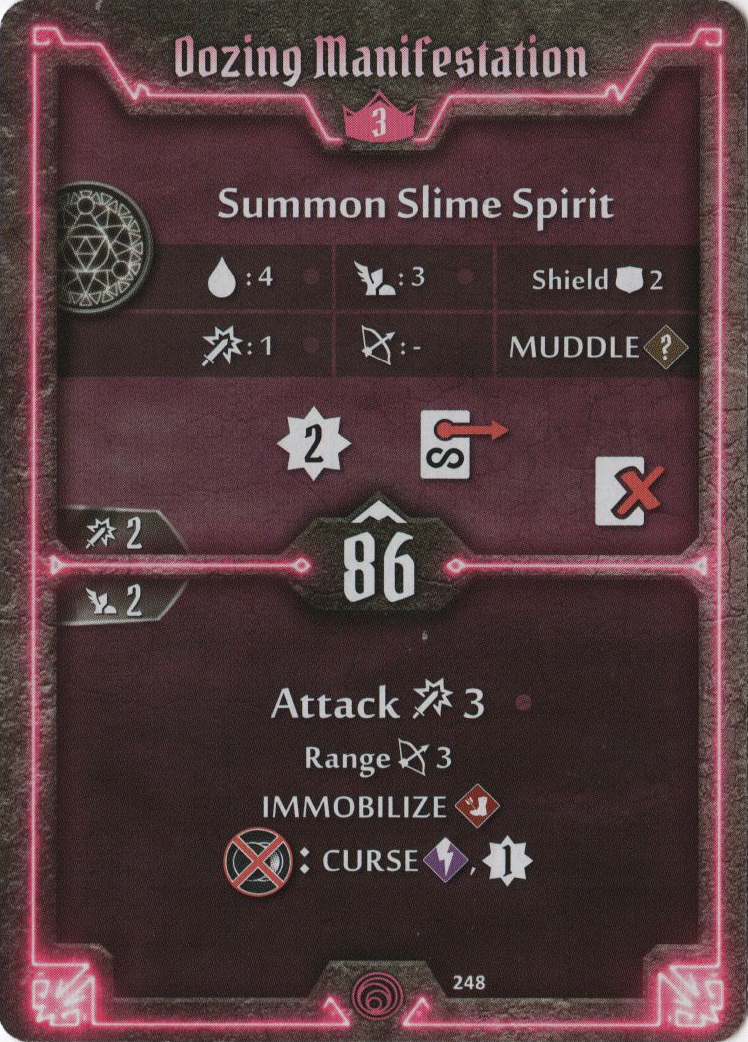 Oozing Manifestation
3
Summon Slime Spirit
: 4 : 3 Shield 2
: 1 : - MUDDLE ?
2
2
86
2
Attack 3
Range 3
IMMOBILIZE
: CURSE , 1
248